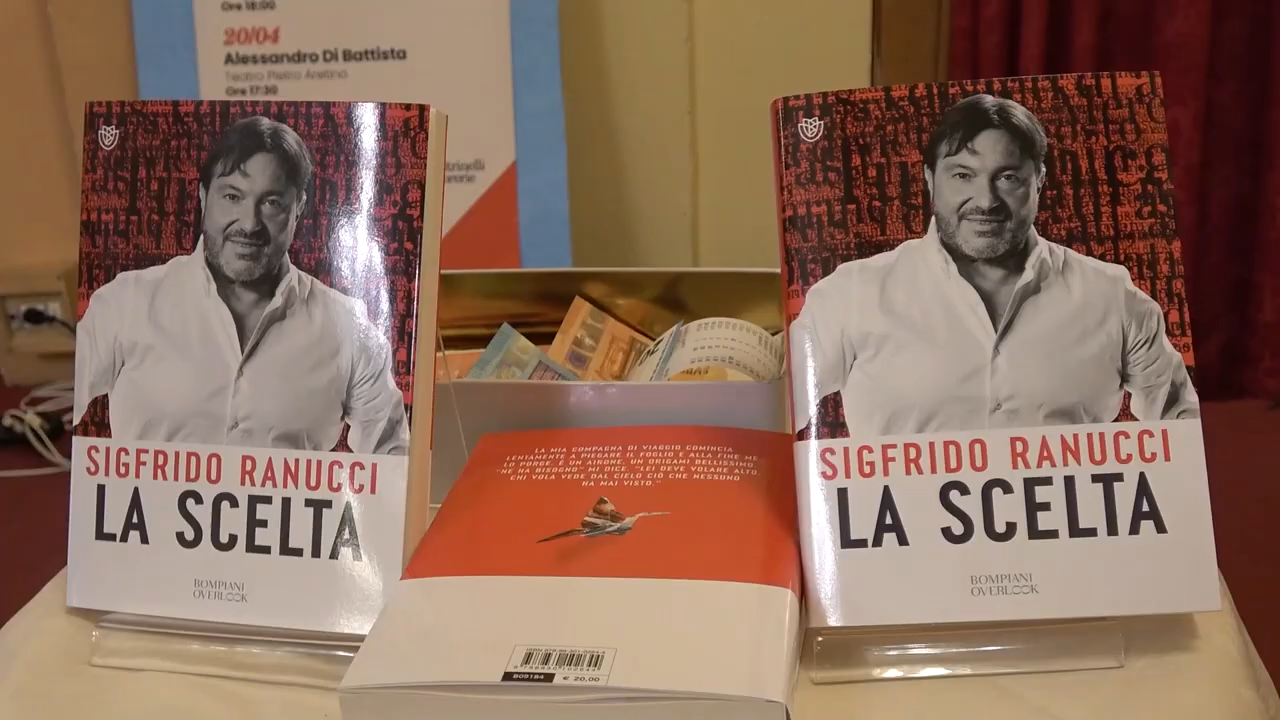 Ore 18:00
20/04
Alessandro Di Battista
Teatro Pietro Aretino
Ore 17:30
SIGFRIDO RANUCCI
LA SCELTA
BOMPIANI
OVERLOOK
LA MIA COMPAGNA DI VIAGGIO COMINCIA
LENTAMENTE A PIEGARE IL FOGLIO E ALLA FINE ME
LO PORGE. È UN AIRONE, UN ORIGAMI BELLISSIMO.
"NE HA BISOGNO" MI DICE. "LEI DEVE VOLARE ALTO.
CHI VOLA VEDE DAL CIELO CIÒ CHE NESSUNO
HA MAI VISTO."
€ 20,00
SIGFRIDO RANUCCI
LA SCELTA
BOMPIANI
OVERLOOK